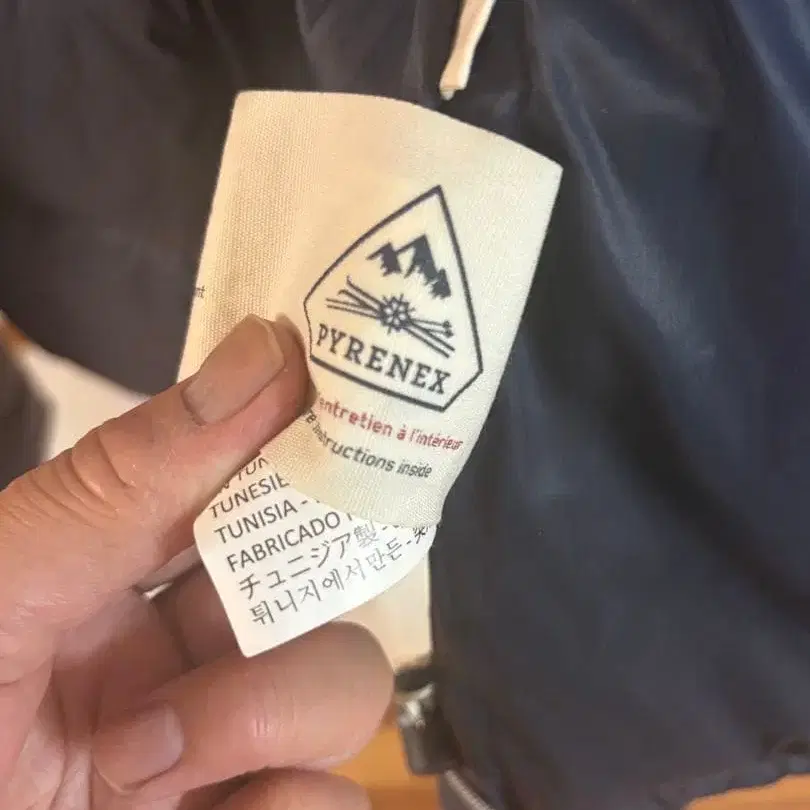 PYRENEX
entretien à l'intérieur
instructions inside
TUNESIE
TUNISIA -
FABRICADO
チュニジア製 -
튀니지에서 만든 -